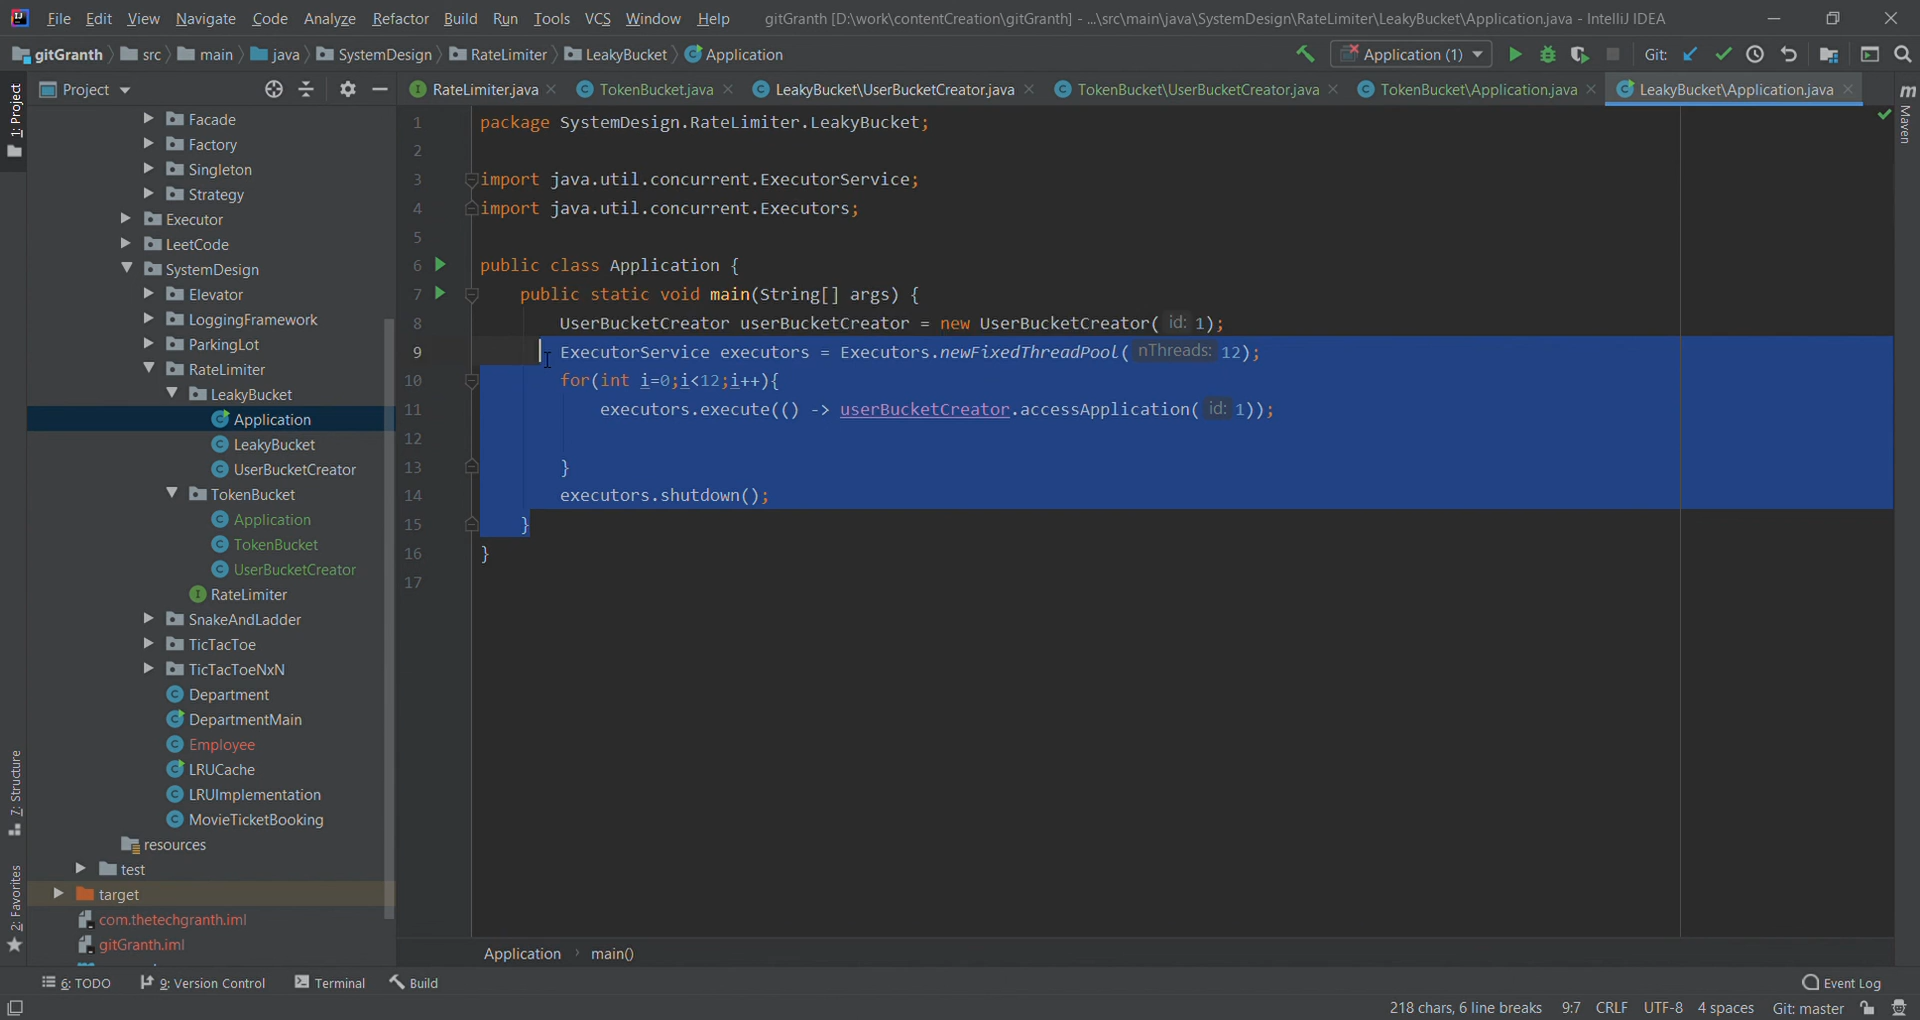 File Edit View Navigate Code Analyze Refactor Build Run Tools VCS Window Help gitGranth [D:\work\contentCreation\gitGranth] - ...\src\main\java\SystemDesign\RateLimiter\LeakyBucket\Application.java - IntelliJ IDEA
gitGranth src main java SystemDesign RateLimiter LeakyBucket Application Application (1) Git:
Project
RateLimiter.java TokenBucket.java LeakyBucket\UserBucketCreator.java TokenBucket\UserBucketCreator.java TokenBucket\Application.java LeakyBucket\Application.java
1: Project
7: Structure
2: Favorites
m Maven
Facade
Factory
Singleton
Strategy
Executor
LeetCode
SystemDesign
Elevator
LoggingFramework
ParkingLot
RateLimiter
LeakyBucket
Application
LeakyBucket
UserBucketCreator
TokenBucket
Application
TokenBucket
UserBucketCreator
RateLimiter
SnakeAndLadder
TicTacToe
TicTacToeNxN
Department
DepartmentMain
Employee
LRUCache
LRUImplementation
MovieTicketBooking
resources
test
target
com.thetechgranth.iml
gitGranth.iml
1 package SystemDesign.RateLimiter.LeakyBucket;
2
3 import java.util.concurrent.ExecutorService;
4 import java.util.concurrent.Executors;
5
6 public class Application {
7 public static void main(String[] args) {
8 UserBucketCreator userBucketCreator = new UserBucketCreator( id: 1);
9 ExecutorService executors = Executors.newFixedThreadPool( nThreads: 12);
10 for(int i=0;i<12;i++){
11 executors.execute(() -> userBucketCreator.accessApplication( id: 1));
12
13 }
14 executors.shutdown();
15 }
16 }
17
Application main()
6: TODO 9: Version Control Terminal Build Event Log
218 chars, 6 line breaks 9:7 CRLF UTF-8 4 spaces Git: master